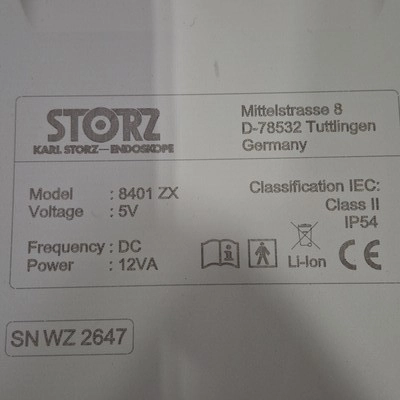 STORZ
KARL STORZ—ENDOSKOPE
Mittelstrasse 8
D-78532 Tuttlingen
Germany
Model : 8401 ZX
Voltage : 5V
Frequency : DC
Power : 12VA
Classification IEC:
Class II
IP54
Li-Ion
CE
SN WZ 2647